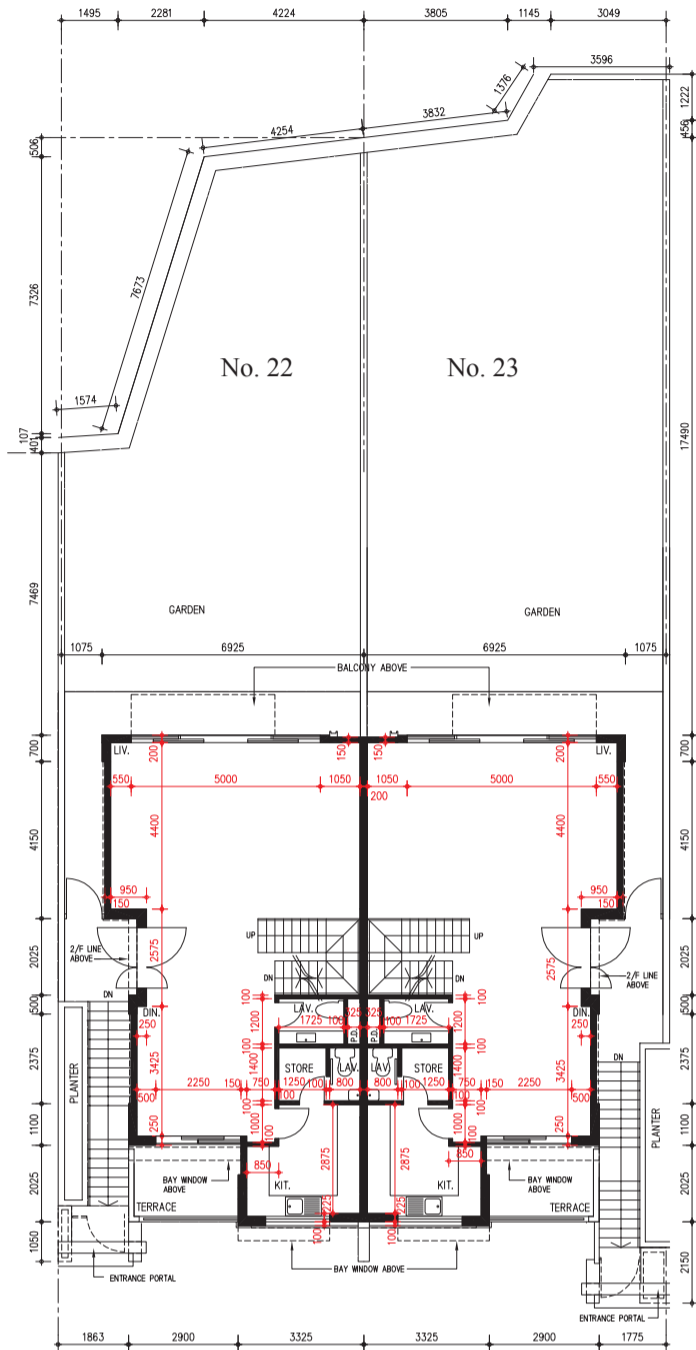 1495 2281 4224 3805 1145 3049
3596
1376
1222
3832
456
4254
506
7673
7326
No. 22 No. 23
1574
107
401
17490
7469
GARDEN GARDEN
1075 6925 6925 1075
BALCONY ABOVE
700 200 150 150 200 700
LIV. LIV.
550 5000 1050 1050 5000 550
200
4150 4400 4400 4150
950 950
150 150
UP UP
2025 2575 2575 2025
2/F LINE ABOVE 2/F LINE ABOVE
DN DN DN
500 100 100 500
DIN. LAV. 325 325 LAV. DIN.
250 1725 100 P.D. P.D. 100 1725 250
1200 1200
100 100
2375 3425 1400 STORE LAV. LAV. STORE 1400 3425 2375
DN
500 2250 150 750 1250 100 800 800 100 1250 750 150 2250 500
100 100
100 100
PLANTER PLANTER
1100 250 1000 100 1000 100 250 1100
2875 2875
850 850
BAY WINDOW ABOVE KIT. KIT. BAY WINDOW ABOVE
2025 2025
TERRACE 225 225 TERRACE
100 100
1050 2150
BAY WINDOW ABOVE
ENTRANCE PORTAL
ENTRANCE PORTAL
1863 2900 3325 3325 2900 1775